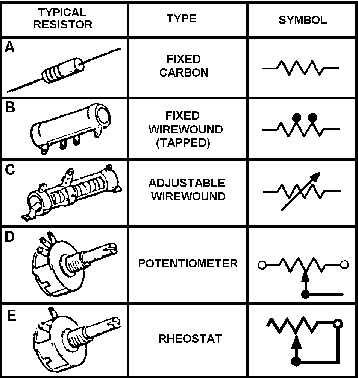 TYPICAL
RESISTOR
TYPE
SYMBOL
A
FIXED
CARBON
B
FIXED
WIREWOUND
(TAPPED)
C
ADJUSTABLE
WIREWOUND
D
POTENTIOMETER
E
RHEOSTAT